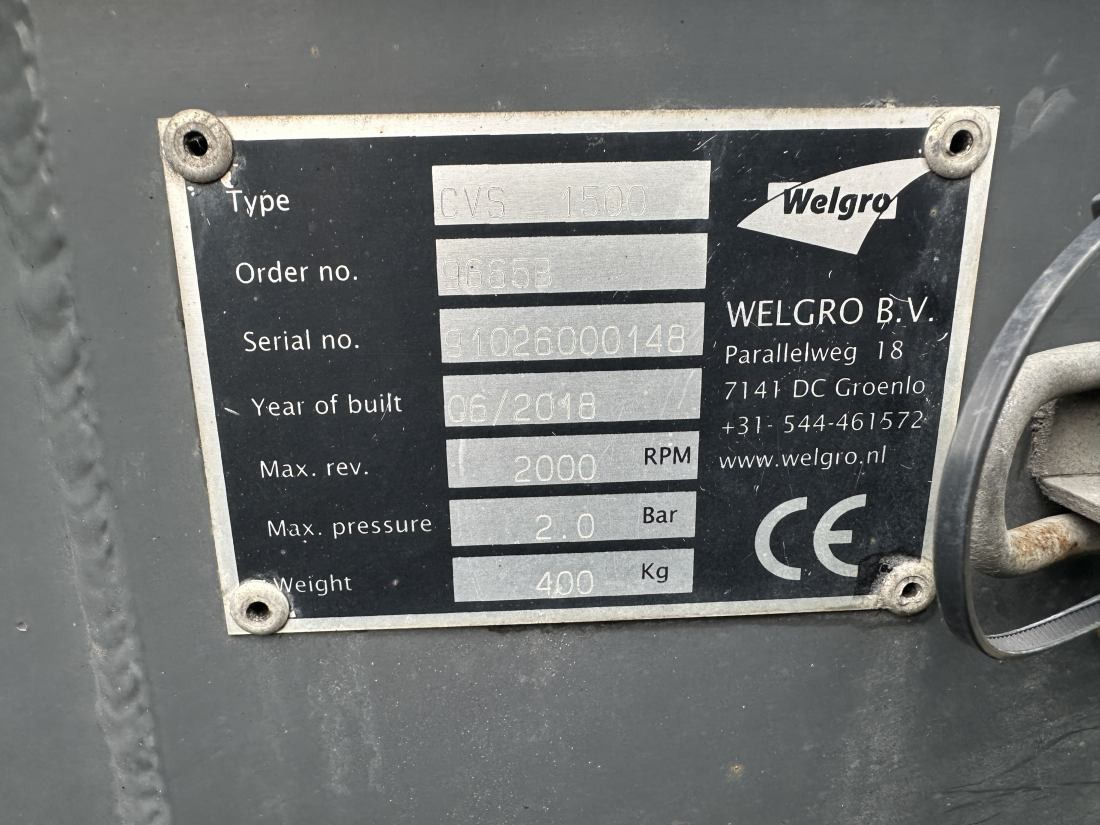 Type CVS 1500
Order no. 9665B
Serial no. 91026000148
Year of built 06/2018
Max. rev. 2000 RPM
Max. pressure 2.0 Bar
Weight 400 Kg
Welgro
WELGRO B.V.
Parallelweg 18
7141 DC Groenlo
+31- 544-461572
www.welgro.nl
CE